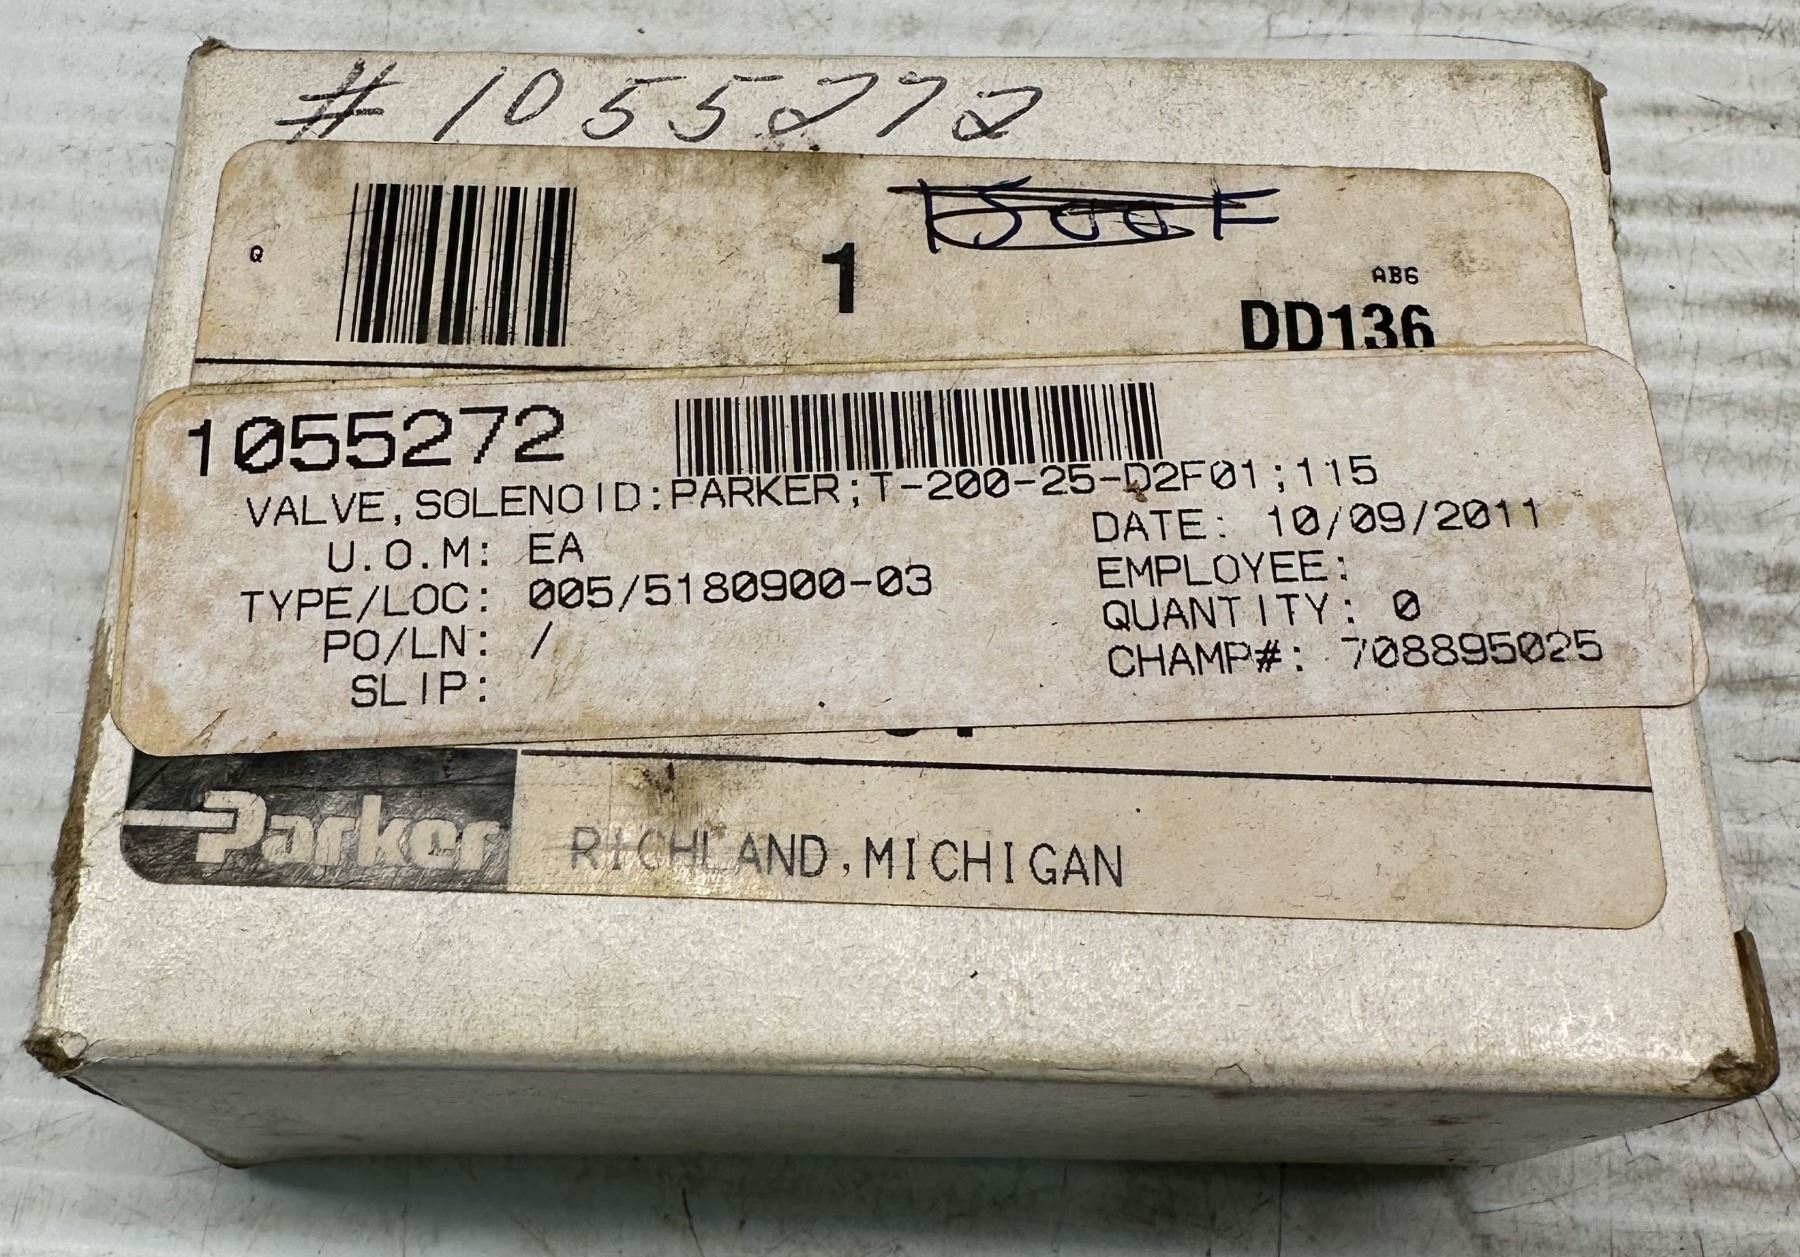 #1055272
Q 1
AB6
DD136
1055272
VALVE,SOLENOID:PARKER;T-200-25-D2F01;115
U.O.M: EA DATE: 10/09/2011
TYPE/LOC: 005/5180900-03 EMPLOYEE:
PO/LN: / QUANTITY: 0
SLIP: CHAMP#: 708895025
Parker RICHLAND,MICHIGAN